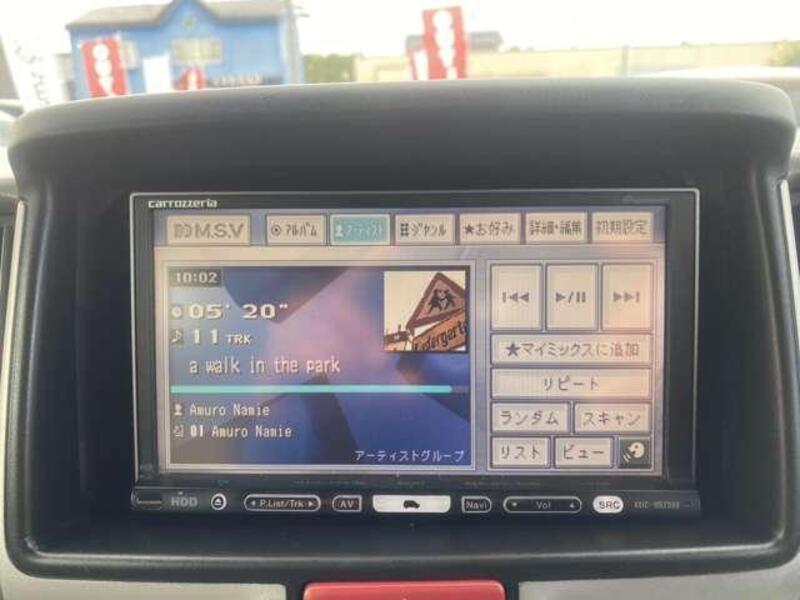 carrozzeria
M.S.V
アルバム
アーティスト
ジャンル
★お好み
詳細・編集
初期設定
10:02
05' 20"
11 TRK
a walk in the park
Amuro Namie
01 Amuro Namie
アーティストグループ
★マイミックスに追加
リピート
ランダム
スキャン
リスト
ビュー
HDD
P.List/Trk
AV
Navi
Vol
SRC